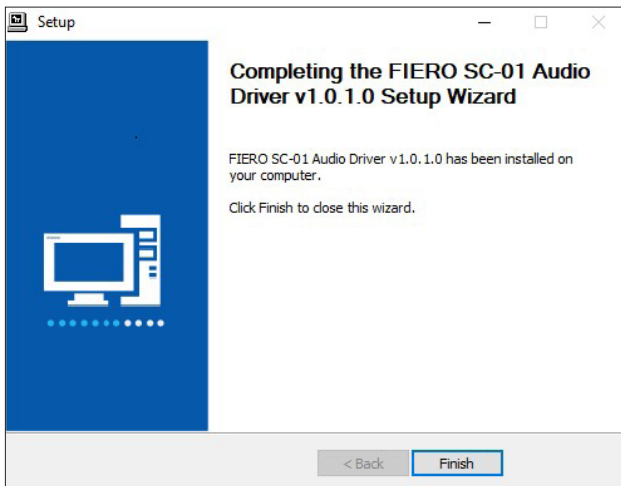 Setup
Completing the FIERO SC-01 Audio
Driver v1.0.1.0 Setup Wizard
FIERO SC-01 Audio Driver v1.0.1.0 has been installed on
your computer.
Click Finish to close this wizard.
< Back
Finish